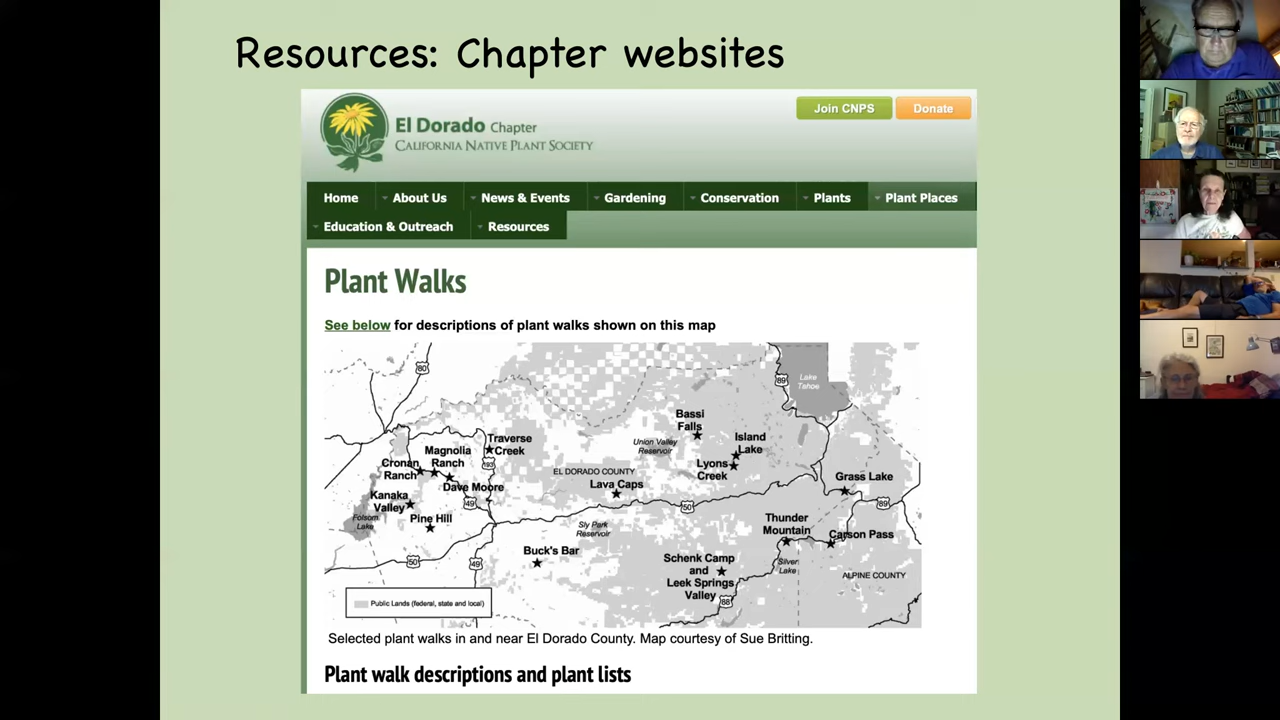 Resources: Chapter websites
El Dorado Chapter
CALIFORNIA NATIVE PLANT SOCIETY
Join CNPS
Donate
Home
About Us
News & Events
Gardening
Conservation
Plants
Plant Places
Education & Outreach
Resources
Plant Walks
See below for descriptions of plant walks shown on this map
80
89
Lake
Tahoe
Bassi
Falls
Traverse
Creek
Island
Lake
Union Valley
Reservoir
Magnolia
Ranch
Cronan
Ranch
193
Lyons
Creek
EL DORADO COUNTY
Grass Lake
Lava Caps
Dave Moore
Kanaka
Valley
49
50
89
Folsom
Lake
Pine Hill
Thunder
Mountain
Sly Park
Reservoir
Carson Pass
Buck's Bar
50
49
Schenk Camp
and
Leek Springs
Valley
Silver
Lake
ALPINE COUNTY
88
Public Lands (federal, state and local)
Selected plant walks in and near El Dorado County. Map courtesy of Sue Britting.
Plant walk descriptions and plant lists